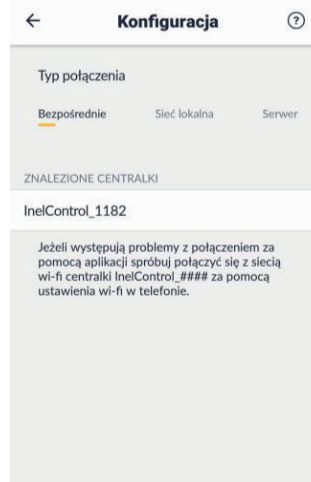 Konfiguracja
Typ połączenia
Bezpośrednie Sieć lokalna Serwer
ZNALEZIONE CENTRALKI
InelControl_1182
Jeżeli występują problemy z połączeniem za
pomocą aplikacji spróbuj połączyć się z siecią
wi-fi centralki InelControl_#### za pomocą
ustawienia wi-fi w telefonie.